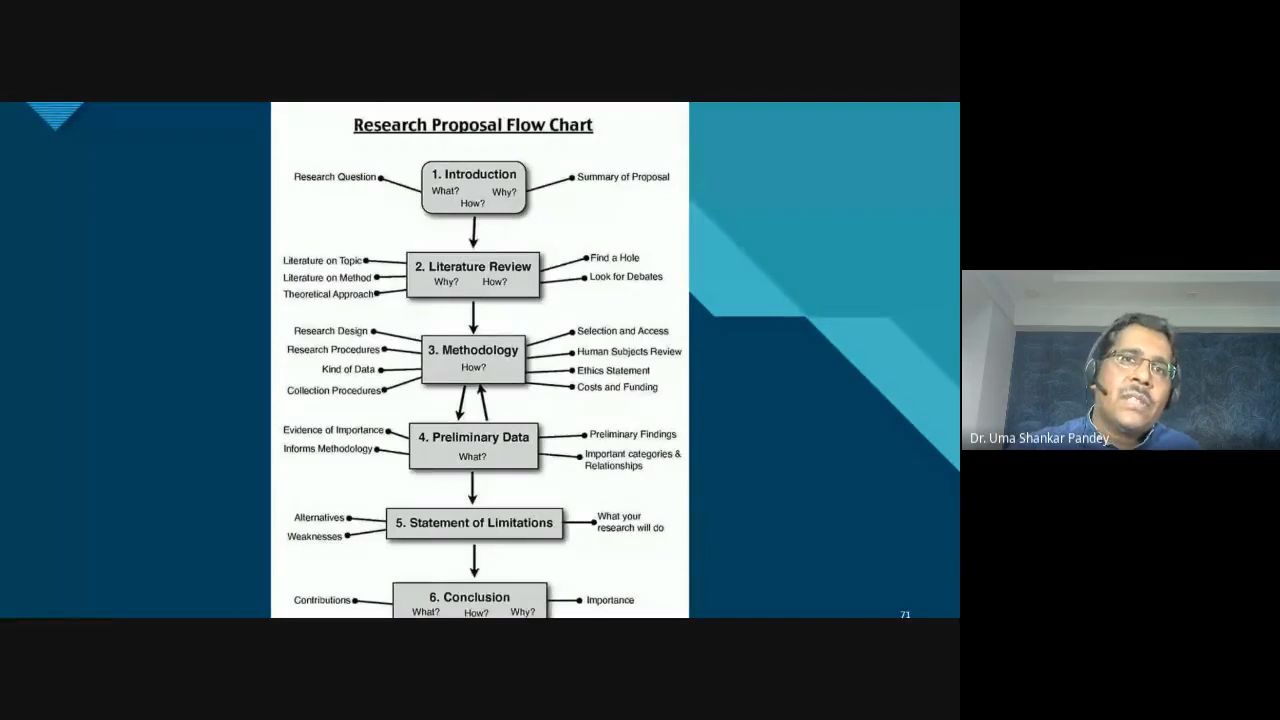 Research Proposal Flow Chart
1. Introduction
What? Why?
How?
Research Question
Summary of Proposal
2. Literature Review
Why? How?
Literature on Topic
Literature on Method
Theoretical Approach
Find a Hole
Look for Debates
3. Methodology
How?
Research Design
Research Procedures
Kind of Data
Collection Procedures
Selection and Access
Human Subjects Review
Ethics Statement
Costs and Funding
4. Preliminary Data
What?
Evidence of Importance
Informs Methodology
Preliminary Findings
Important categories &
Relationships
5. Statement of Limitations
Alternatives
Weaknesses
What your
research will do
6. Conclusion
What? How? Why?
Contributions
Importance
71
Dr. Uma Shankar Pandey